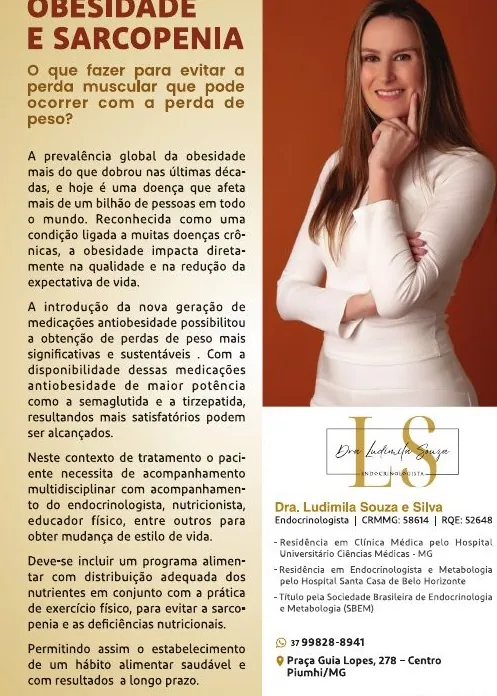 OBESIDADE
E SARCOPENIA
O que fazer para evitar a
perda muscular que pode
ocorrer com a perda de
peso?
A prevalência global da obesidade
mais do que dobrou nas últimas déca-
das, e hoje é uma doença que afeta
mais de um bilhão de pessoas em todo
o mundo. Reconhecida como uma
condição ligada a muitas doenças crô-
nicas, a obesidade impacta direta-
mente na qualidade e na redução da
expectativa de vida.
A introdução da nova geração de
medicações antiobesidade possibilitou
a obtenção de perdas de peso mais
significativas e sustentáveis . Com a
disponibilidade dessas medicações
antiobesidade de maior potência
como a semaglutida e a tirzepatida,
resultandos mais satisfatórios podem
ser alcançados.
Neste contexto de tratamento o paci-
ente necessita de acompanhamento
multidisciplinar com acompanhamen-
to do endocrinologista, nutricionista,
educador físico, entre outros para
obter mudança de estilo de vida.
Deve-se incluir um programa alimen-
tar com distribuição adequada dos
nutrientes em conjunto com a prática
de exercício físico, para evitar a sarco-
penia e as deficiências nutricionais.
Permitindo assim o estabelecimento
de um hábito alimentar saudável e
com resultados a longo prazo.
LS
Dra. Ludimila Souza
ENDOCRINOLOGISTA
Dra. Ludimila Souza e Silva
Endocrinologista | CRMMG: 58614 | RQE: 52648
- Residência em Clínica Médica pelo Hospital
Universitário Ciências Médicas - MG
- Residência em Endocrinologista e Metabologia
pelo Hospital Santa Casa de Belo Horizonte
- Título pela Sociedade Brasileira de Endocrinologia
e Metabologia (SBEM)
37 99828-8941
Praça Guia Lopes, 278 – Centro
Piumhi/MG